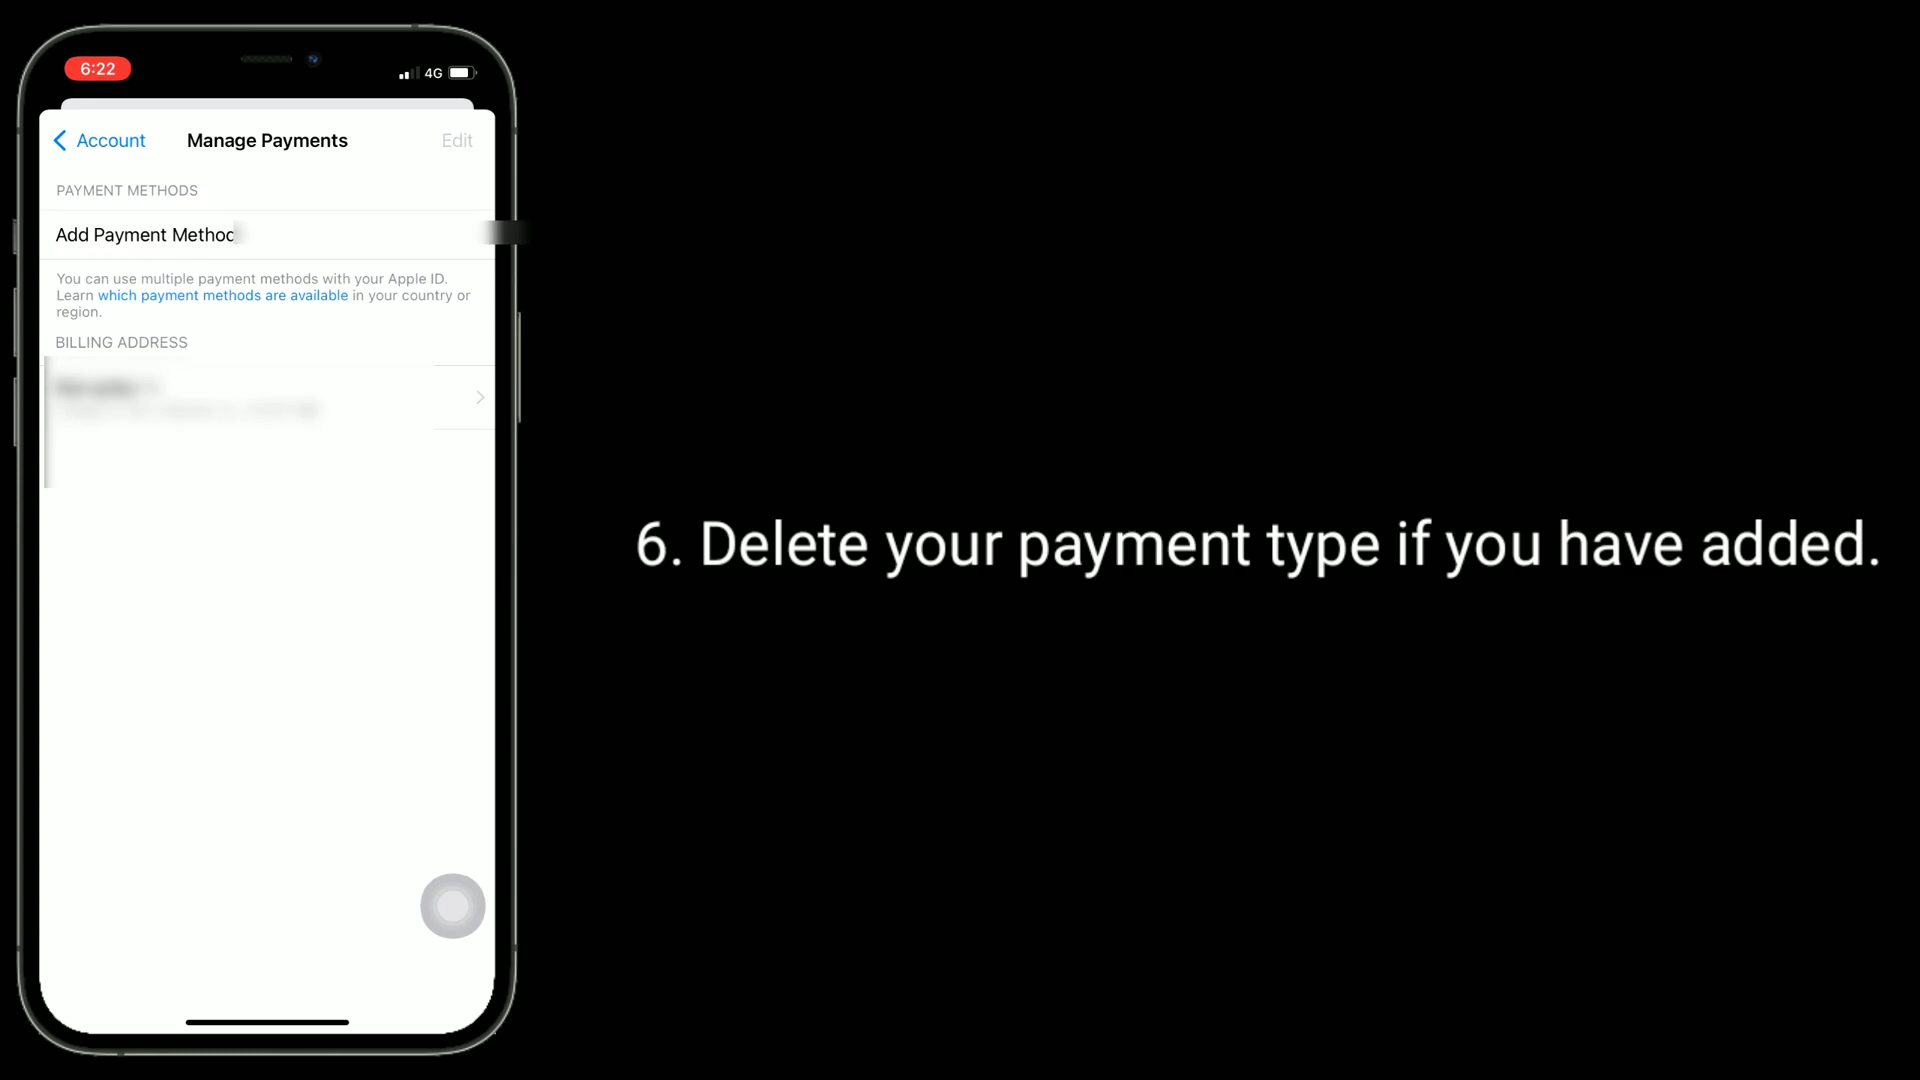 6:22
4G
Account
Manage Payments
Edit
PAYMENT METHODS
Add Payment Method
You can use multiple payment methods with your Apple ID.
Learn which payment methods are available in your country or
region.
BILLING ADDRESS
6. Delete your payment type if you have added.